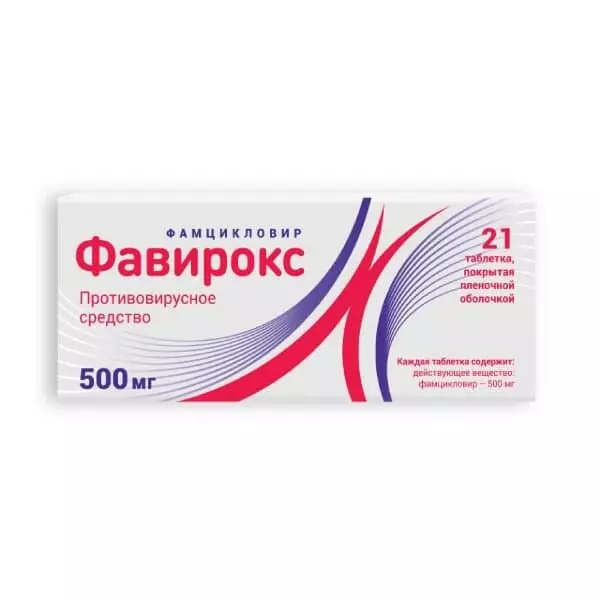 ФАМЦИКЛОВИР
Фавирокс
Противовирусное
средство
500 мг
21
таблетка,
покрытая
пленочной
оболочкой
Каждая таблетка содержит:
действующее вещество:
фамцикловир – 500 мг